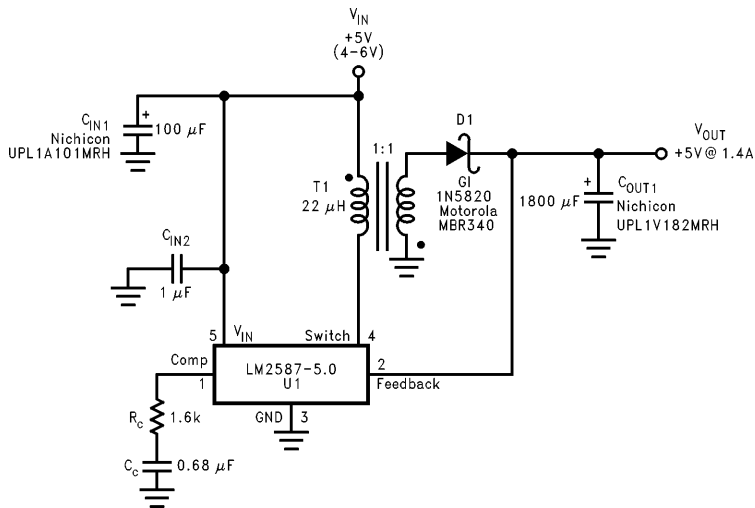 V_IN
+5V
(4-6V)
C_IN1
Nichicon
UPL1A101MRH
+
100 μF
T1
22 μH
1:1
D1
GI
1N5820
Motorola
MBR340
V_OUT
+5V @ 1.4A
+
1800 μF
C_OUT1
Nichicon
UPL1V182MRH
C_IN2
1 μF
5
V_IN
Switch
4
Comp
1
LM2587-5.0
U1
2
Feedback
GND
3
R_c
1.6k
C_c
0.68 μF